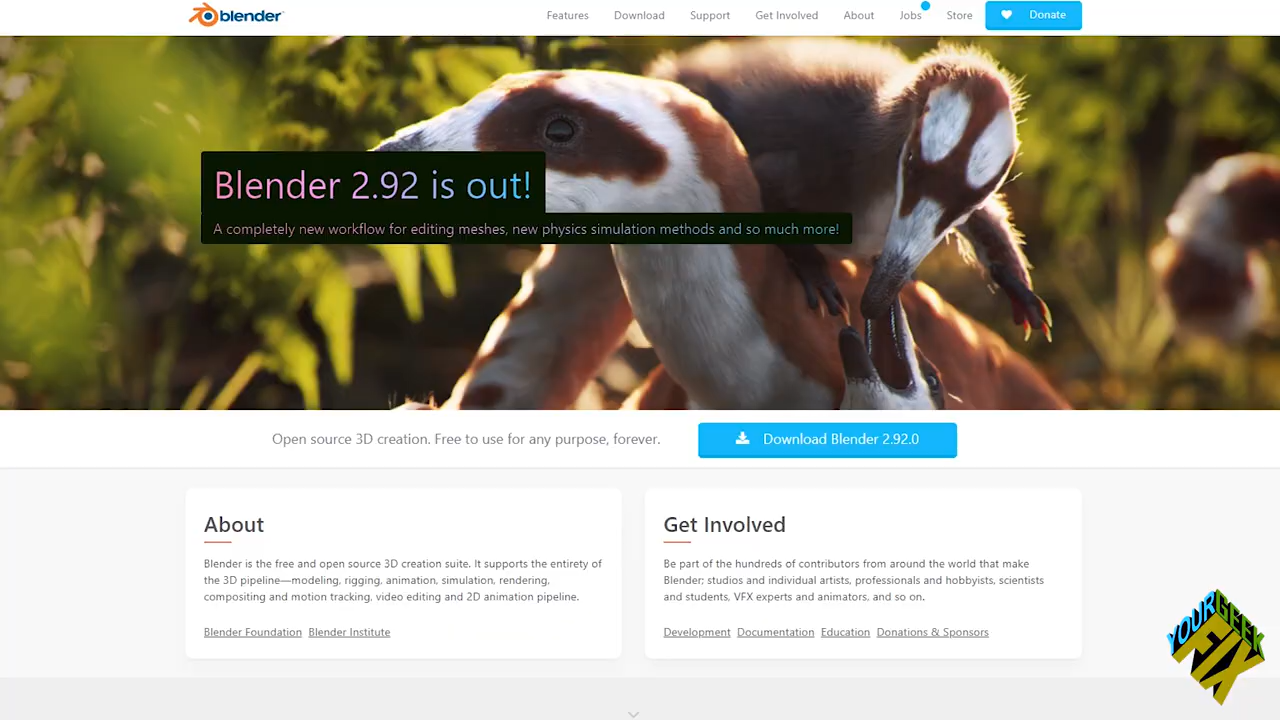 blender
Features Download Support Get Involved About Jobs Store Donate
Blender 2.92 is out!
A completely new workflow for editing meshes, new physics simulation methods and so much more!
Open source 3D creation. Free to use for any purpose, forever.
Download Blender 2.92.0
About
Blender is the free and open source 3D creation suite. It supports the entirety of
the 3D pipeline—modeling, rigging, animation, simulation, rendering,
compositing and motion tracking, video editing and 2D animation pipeline.
Blender Foundation Blender Institute
Get Involved
Be part of the hundreds of contributors from around the world that make
Blender; studios and individual artists, professionals and hobbyists, scientists
and students, VFX experts and animators, and so on.
Development Documentation Education Donations & Sponsors
YOURGEEK
FIX